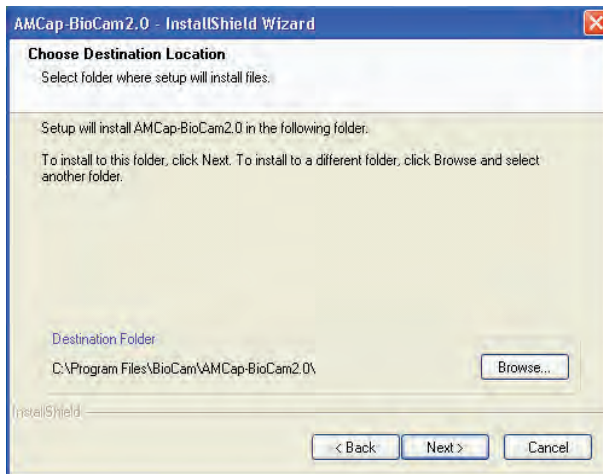 AMCap-BioCam2.0 - InstallShield Wizard
Choose Destination Location
Select folder where setup will install files.
Setup will install AMCap-BioCam2.0 in the following folder.
To install to this folder, click Next. To install to a different folder, click Browse and select
another folder.
Destination Folder
C:\Program Files\BioCam\AMCap-BioCam2.0\
Browse...
InstallShield
< Back
Next >
Cancel